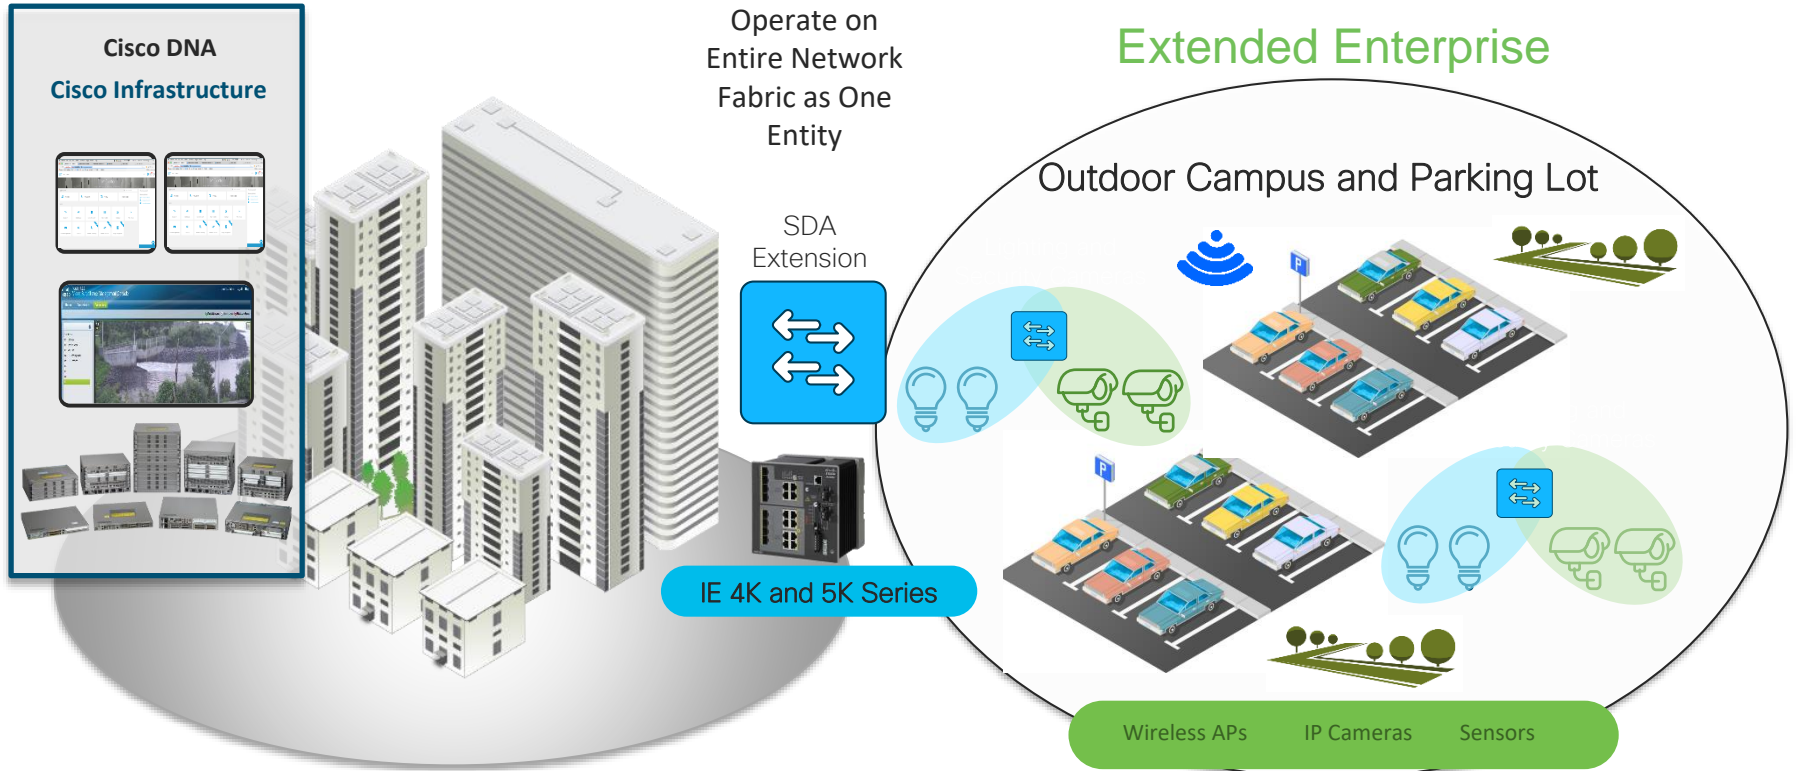 Cisco DNA
Cisco Infrastructure
Operate on
Entire Network
Fabric as One
Entity
SDA
Extension
IE 4K and 5K Series
Extended Enterprise
Outdoor Campus and Parking Lot
P
P
Wireless APs
IP Cameras
Sensors